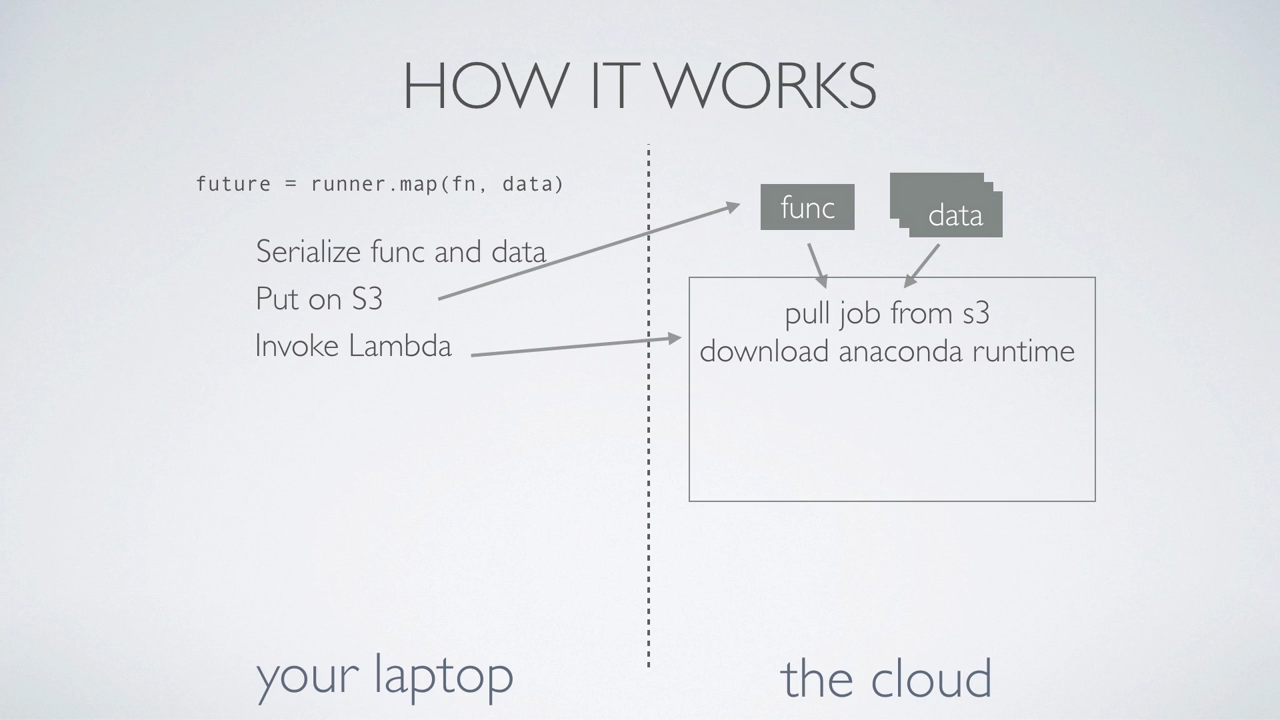 HOW IT WORKS
future = runner.map(fn, data)
Serialize func and data
Put on S3
Invoke Lambda
func
data
pull job from s3
download anaconda runtime
your laptop
the cloud